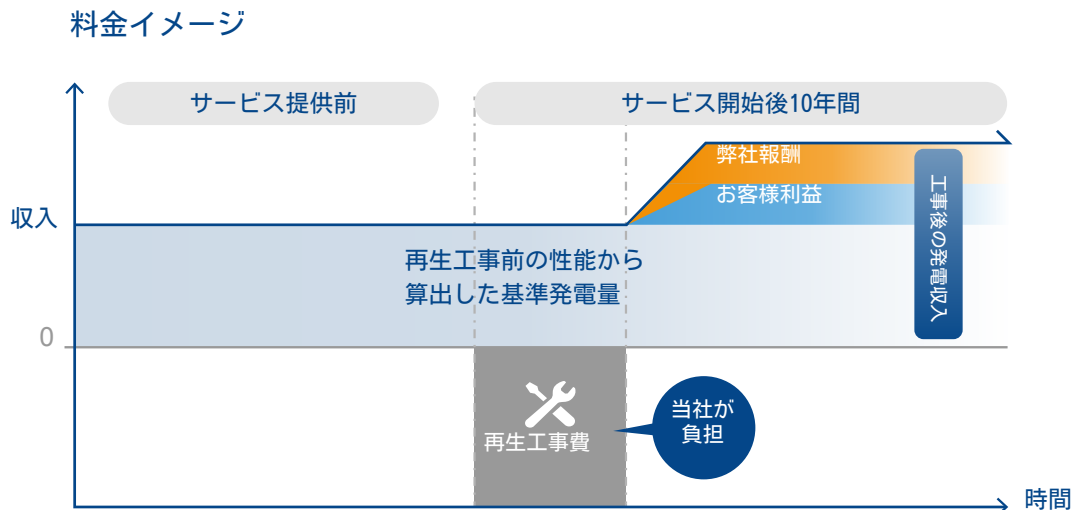 料金イメージ
サービス提供前
サービス開始後10年間
弊社報酬
お客様利益
収入
工事後の発電収入
再生工事前の性能から
算出した基準発電量
0
当社が
負担
再生工事費
時間